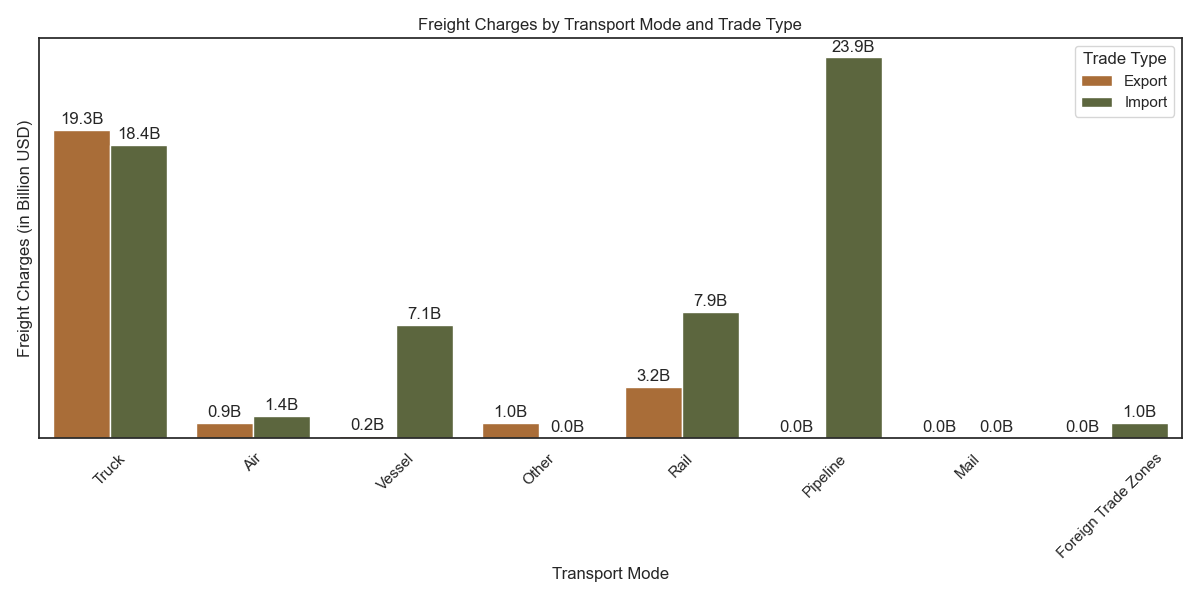 Freight Charges by Transport Mode and Trade Type
Freight Charges (in Billion USD)
Trade Type
Export
Import
19.3B
18.4B
0.9B
1.4B
0.2B
7.1B
1.0B
0.0B
3.2B
7.9B
0.0B
23.9B
0.0B
0.0B
0.0B
1.0B
Truck
Air
Vessel
Other
Rail
Pipeline
Mail
Foreign Trade Zones
Transport Mode